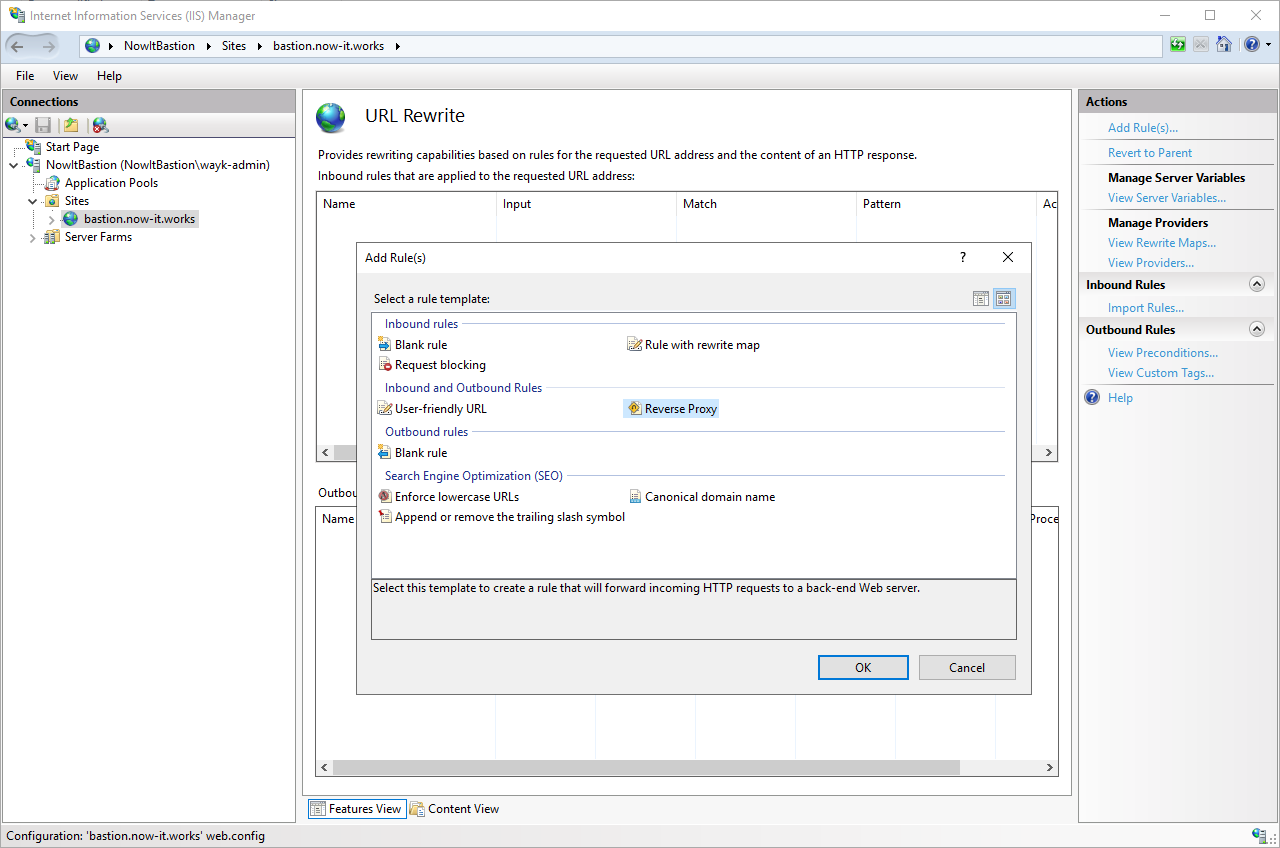 Internet Information Services (IIS) Manager
NowItBastion Sites bastion.now-it.works
File View Help
Connections
Start Page
NowItBastion (NowItBastion\wayk-admin)
Application Pools
Sites
bastion.now-it.works
Server Farms
URL Rewrite
Provides rewriting capabilities based on rules for the requested URL address and the content of an HTTP response.
Inbound rules that are applied to the requested URL address:
Name Input Match Pattern Ac
Add Rule(s) ?
Select a rule template:
Inbound rules
Blank rule Rule with rewrite map
Request blocking
Inbound and Outbound Rules
User-friendly URL Reverse Proxy
Outbound rules
Blank rule
Search Engine Optimization (SEO)
Enforce lowercase URLs Canonical domain name
Append or remove the trailing slash symbol
Select this template to create a rule that will forward incoming HTTP requests to a back-end Web server.
OK Cancel
Outbou
Name Proce
Features View Content View
Actions
Add Rule(s)...
Revert to Parent
Manage Server Variables
View Server Variables...
Manage Providers
View Rewrite Maps...
View Providers...
Inbound Rules
Import Rules...
Outbound Rules
View Preconditions...
View Custom Tags...
Help
Configuration: 'bastion.now-it.works' web.config